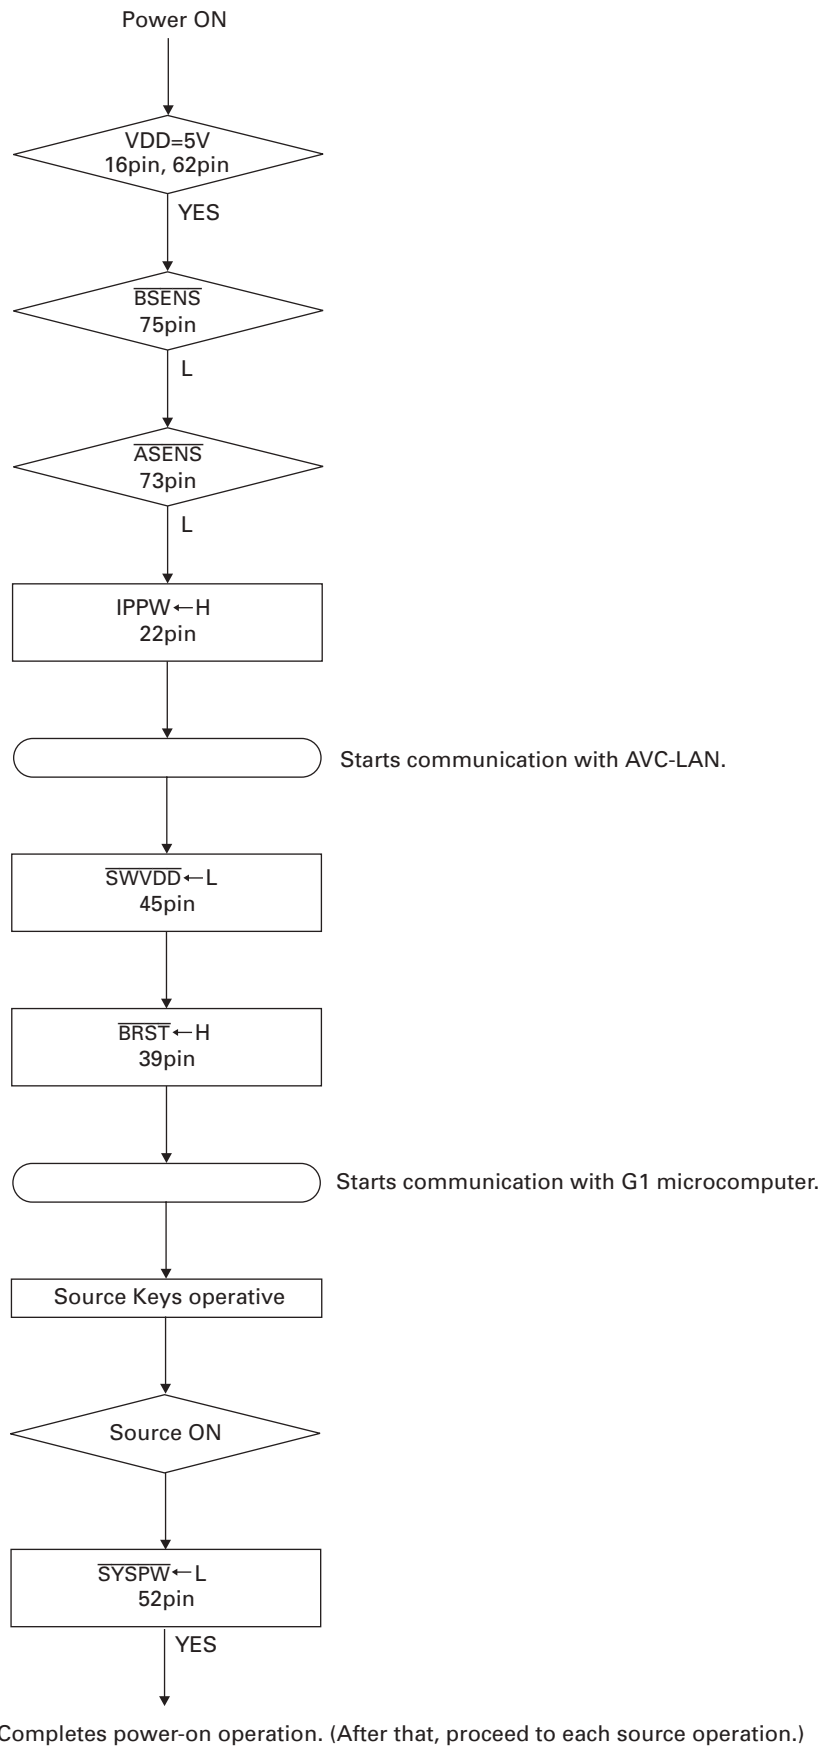 Power ON
VDD=5V
16pin, 62pin
YES
BSENS
75pin
L
ASENS
73pin
L
IPPW←H
22pin
Starts communication with AVC-LAN.
SWVDD←L
45pin
BRST←H
39pin
Starts communication with G1 microcomputer.
Source Keys operative
Source ON
SYSPW←L
52pin
YES
Completes power-on operation. (After that, proceed to each source operation.)